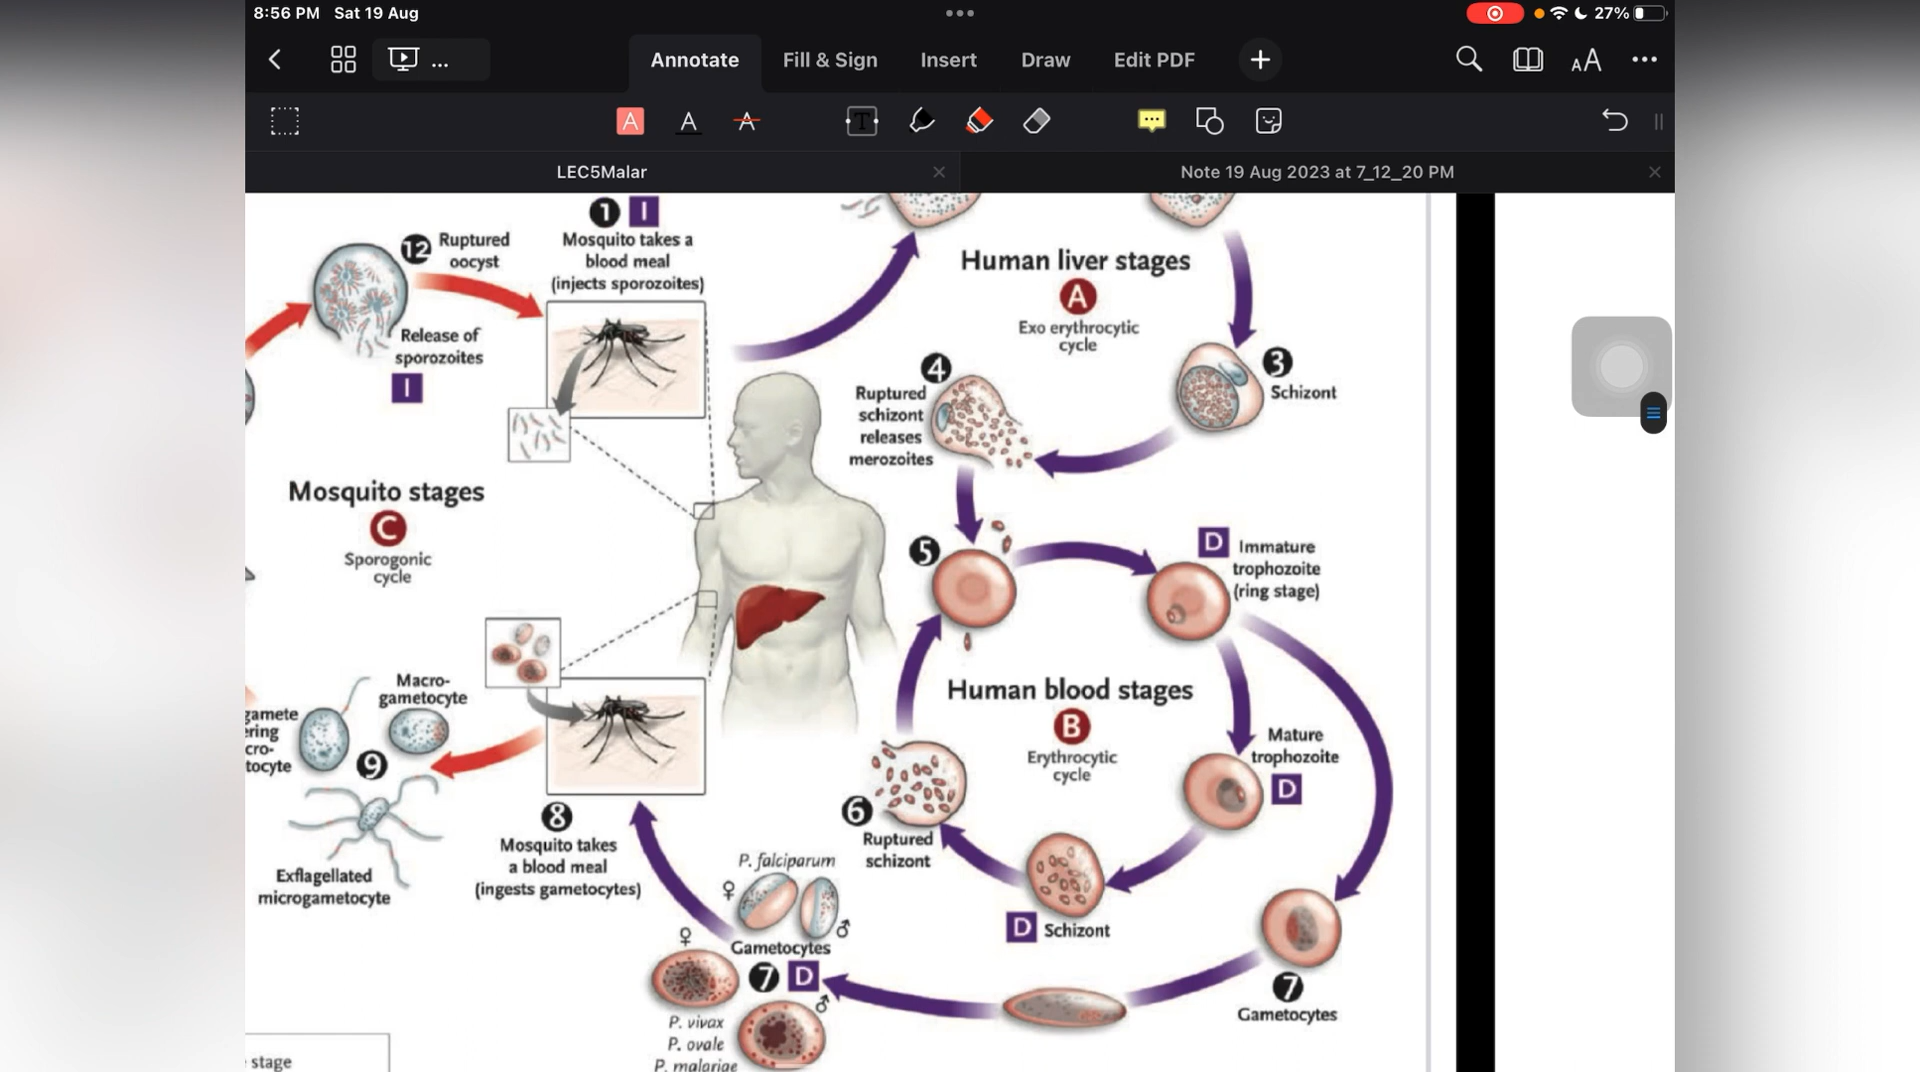 8:56 PM Sat 19 Aug
27%
...
Annotate
Fill & Sign
Insert
Draw
Edit PDF
LEC5Malar
Note 19 Aug 2023 at 7_12_20 PM
1 I
Mosquito takes a
blood meal
(injects sporozoites)
12 Ruptured
oocyst
Release of
sporozoites
I
Human liver stages
A
Exo erythrocytic
cycle
3
Schizont
4
Ruptured
schizont
releases
merozoites
Mosquito stages
C
Sporogonic
cycle
5
D Immature
trophozoite
(ring stage)
Human blood stages
B
Erythrocytic
cycle
Mature
trophozoite
D
Macro-
gametocyte
gamete
ering
cro-
tocyte
9
Exflagellated
microgametocyte
8
Mosquito takes
a blood meal
(ingests gametocytes)
6
Ruptured
schizont
D Schizont
P. falciparum
♀
♂
Gametocytes
7 D
♀
♂
P. vivax
P. ovale
P. malariae
7
Gametocytes
stage